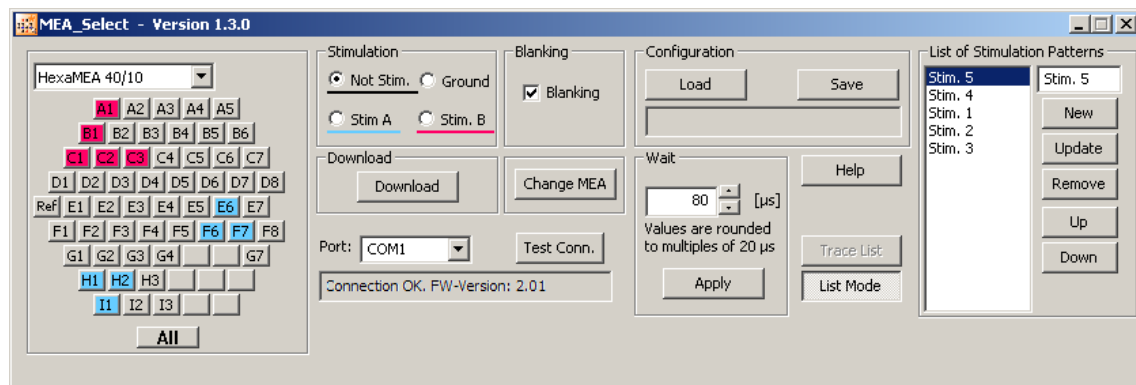 MEA_Select - Version 1.3.0
HexaMEA 40/10
A1 A2 A3 A4 A5
B1 B2 B3 B4 B5 B6
C1 C2 C3 C4 C5 C6 C7
D1 D2 D3 D4 D5 D6 D7 D8
Ref E1 E2 E3 E4 E5 E6 E7
F1 F2 F3 F4 F5 F6 F7 F8
G1 G2 G3 G4 G7
H1 H2 H3
I1 I2 I3
All
Stimulation
Not Stim. Ground
Stim A Stim. B
Blanking
Blanking
Download
Download
Change MEA
Port: COM1
Test Conn.
Connection OK. FW-Version: 2.01
Configuration
Load Save
Wait
80 [µs]
Values are rounded
to multiples of 20 µs
Apply
Help
Trace List
List Mode
List of Stimulation Patterns
Stim. 5
Stim. 4
Stim. 1
Stim. 2
Stim. 3
Stim. 5
New
Update
Remove
Up
Down